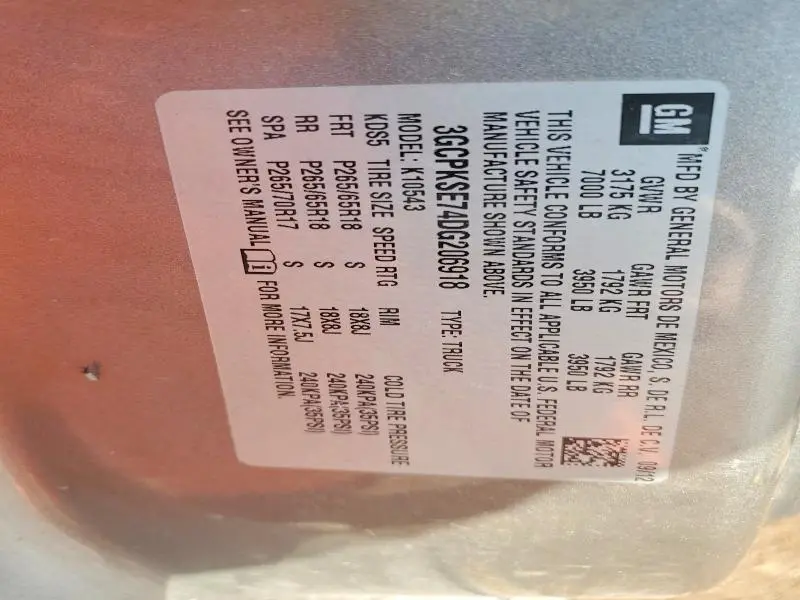 GM
®MFD BY GENERAL MOTORS DE MEXICO, S. DE R.L. DE C.V. 09/12
GVWR GAWR FRT GAWR RR
3175 KG 1792 KG 1792 KG
7000 LB 3950 LB 3950 LB
THIS VEHICLE CONFORMS TO ALL APPLICABLE U.S. FEDERAL MOTOR
VEHICLE SAFETY STANDARDS IN EFFECT ON THE DATE OF
MANUFACTURE SHOWN ABOVE.
3GCPKSE74DG206918 TYPE: TRUCK
MODEL: K10543
KDS5 TIRE SIZE SPEED RTG RIM COLD TIRE PRESSURE
FRT P265/65R18 S 18X8J 240KPA(35PSI)
RR P265/65R18 S 18X8J 240KPA(35PSI)
SPA P265/70R17 S 17X7.5J 240KPA(35PSI)
SEE OWNER'S MANUAL FOR MORE INFORMATION.